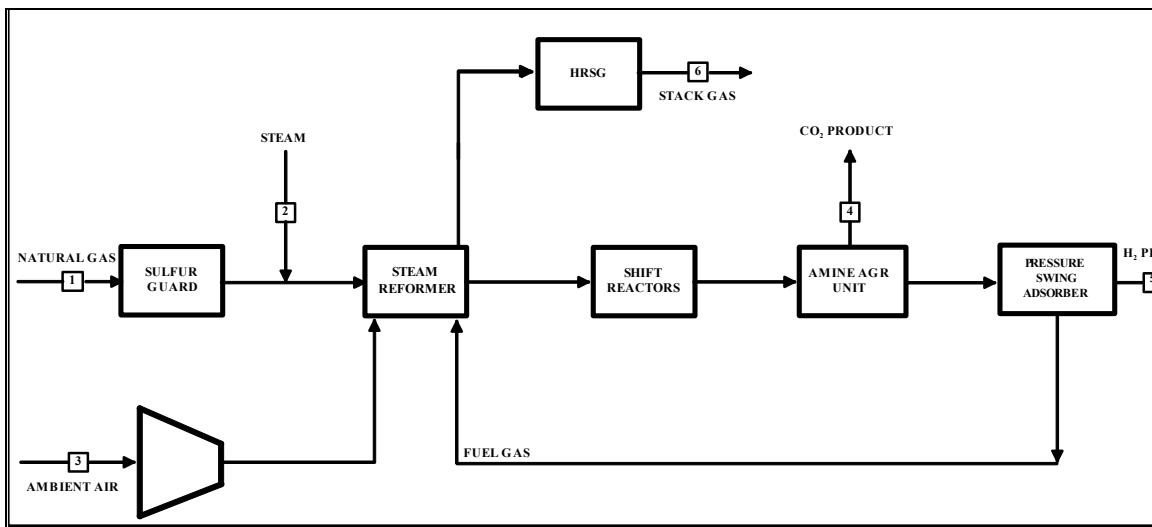 HRSG
6
STACK GAS
CO₂ PRODUCT
STEAM
2
4
NATURAL GAS
1
SULFUR
GUARD
STEAM
REFORMER
SHIFT
REACTORS
AMINE AGR
UNIT
PRESSURE
SWING
ADSORBER
H₂
3
AMBIENT AIR
FUEL GAS